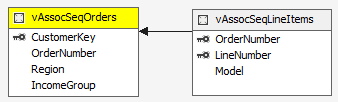 vAssocSeqOrders
CustomerKey
OrderNumber
Region
IncomeGroup
vAssocSeqLineItems
OrderNumber
LineNumber
Model